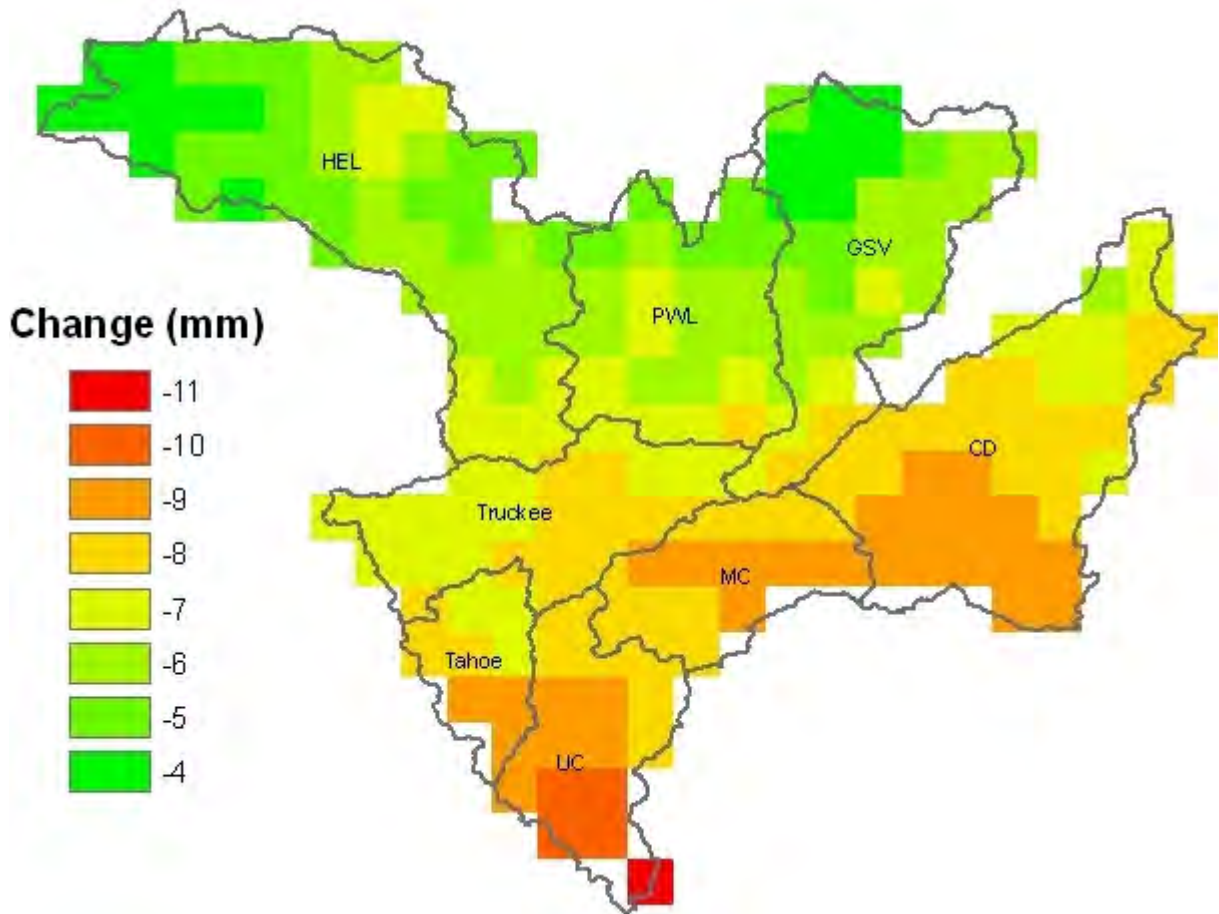 HEL
GSV
PWL
Change (mm)
-11
-10
-9
-8
-7
-6
-5
-4
CD
Truckee
MC
Tahoe
UC